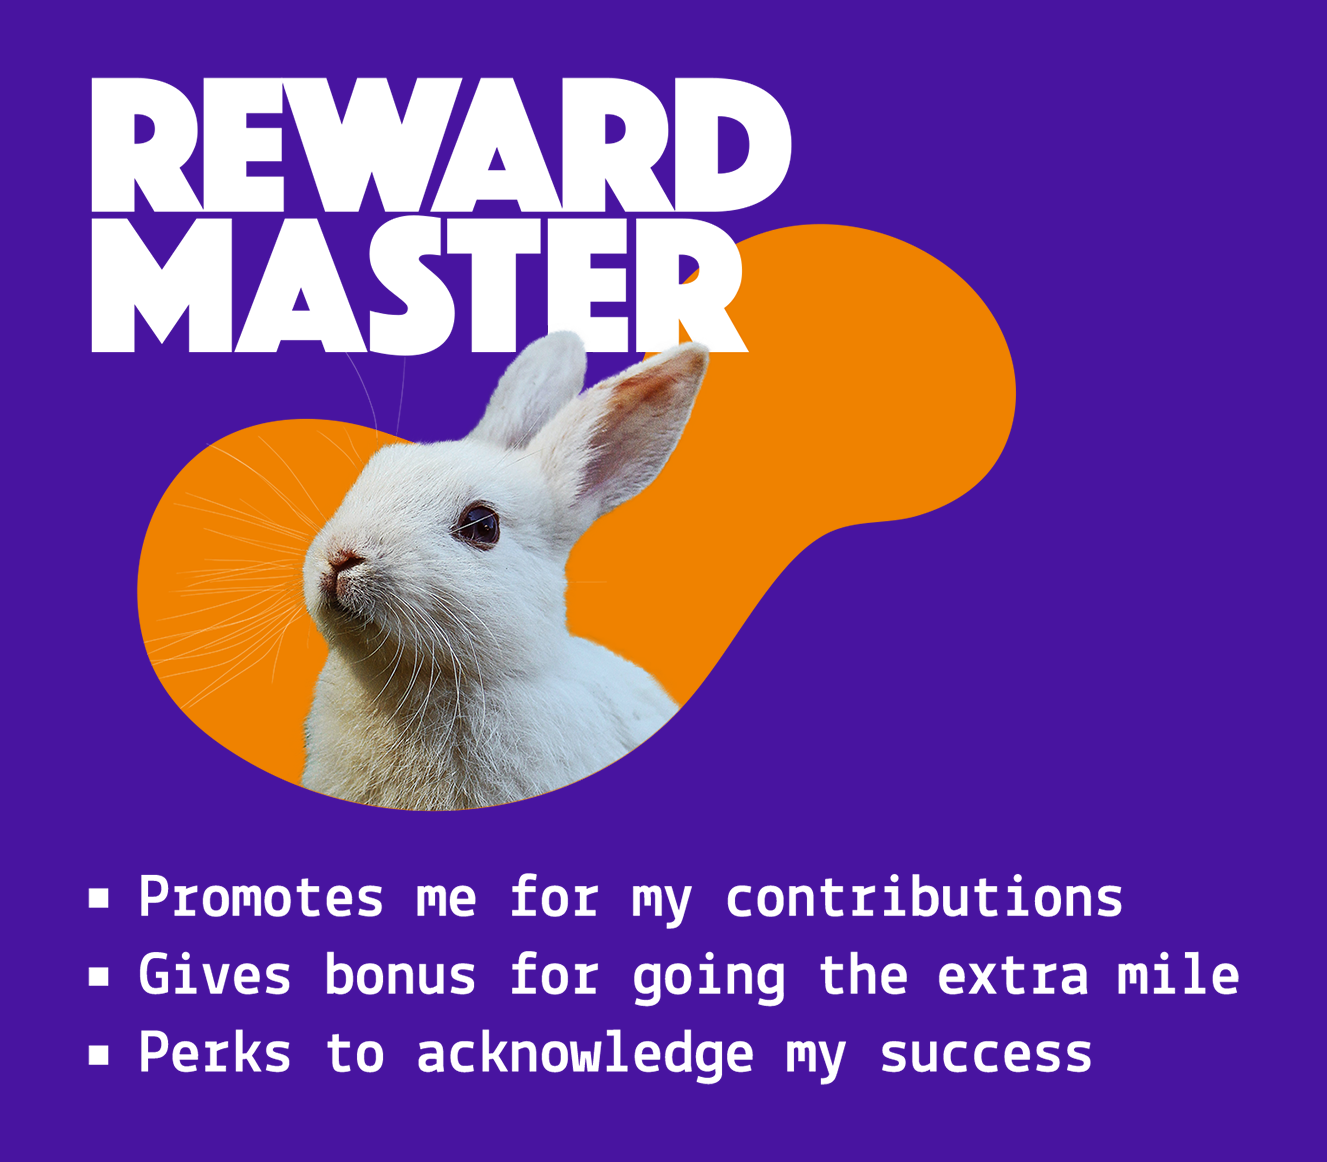 REWARD
MASTER
▪ Promotes me for my contributions
▪ Gives bonus for going the extra mile
▪ Perks to acknowledge my success